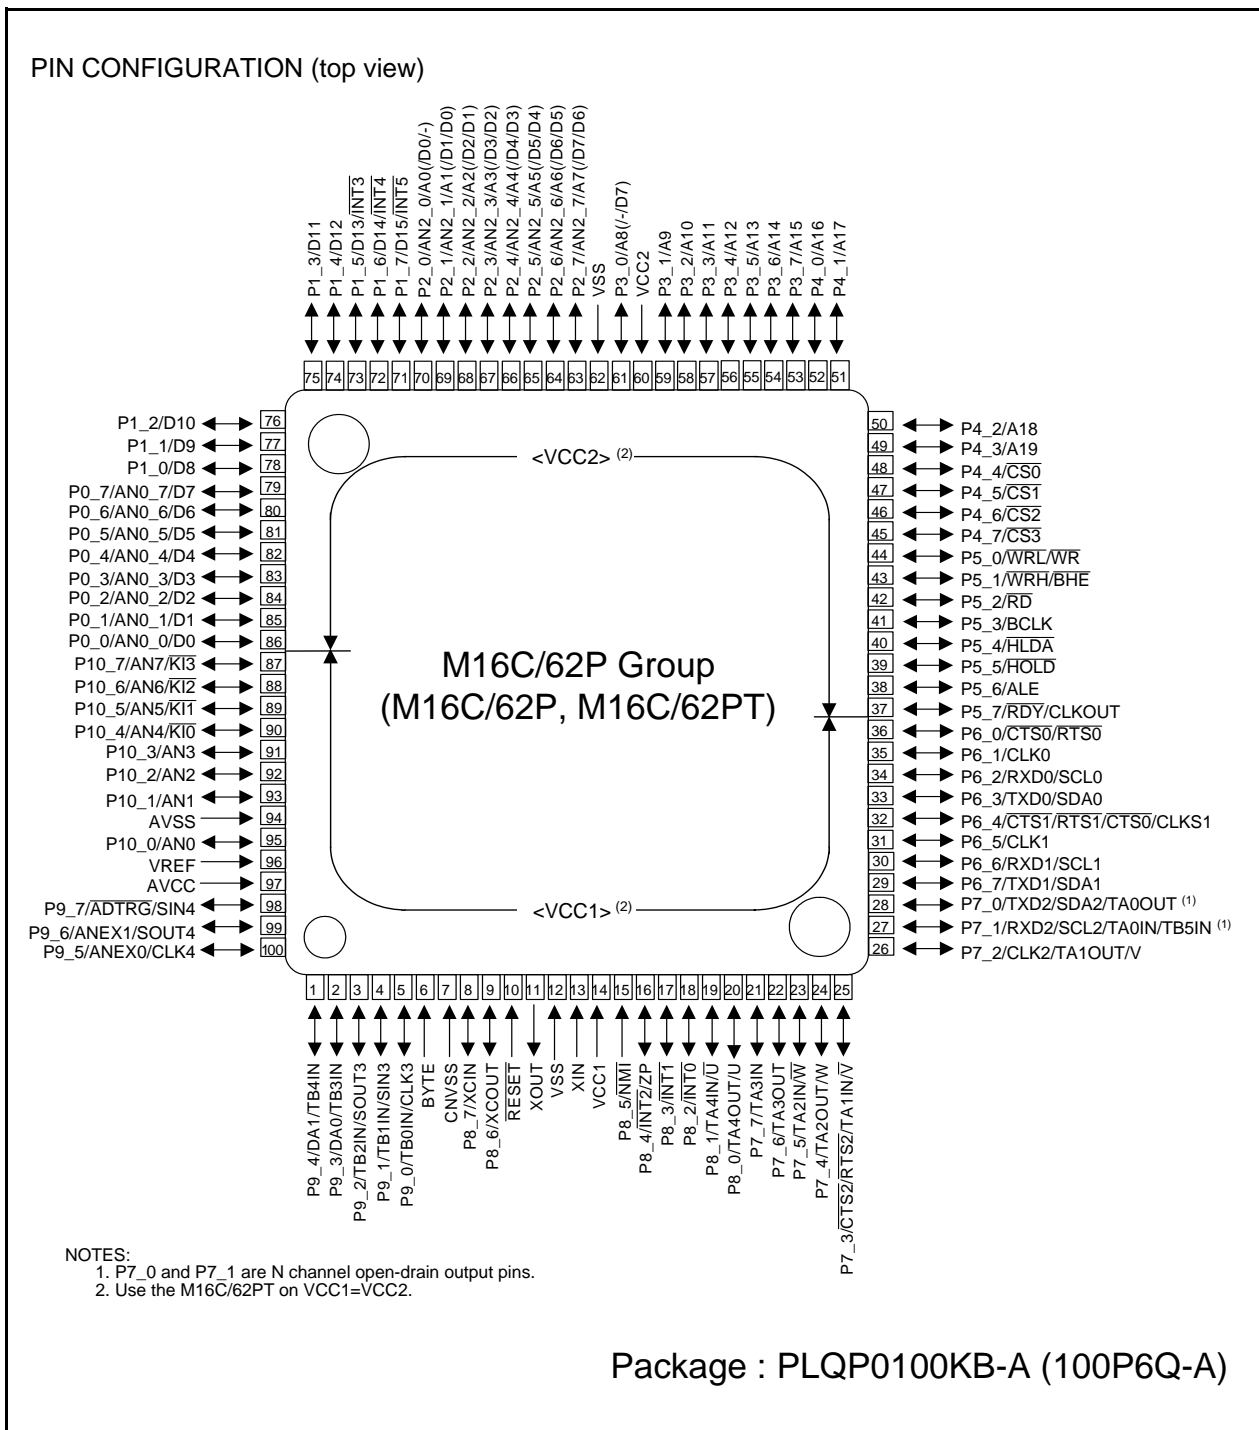 PIN CONFIGURATION (top view)
P1_3/D11
P1_4/D12
P1_5/D13/INT3
P1_6/D14/INT4
P1_7/D15/INT5
P2_0/AN2_0/A0(/D0/-)
P2_1/AN2_1/A1(/D1/D0)
P2_2/AN2_2/A2(/D2/D1)
P2_3/AN2_3/A3(/D3/D2)
P2_4/AN2_4/A4(/D4/D3)
P2_5/AN2_5/A5(/D5/D4)
P2_6/AN2_6/A6(/D6/D5)
P2_7/AN2_7/A7(/D7/D6)
VSS
P3_0/A8(/-/D7)
VCC2
P3_1/A9
P3_2/A10
P3_3/A11
P3_4/A12
P3_5/A13
P3_6/A14
P3_7/A15
P4_0/A16
P4_1/A17
75 74 73 72 71 70 69 68 67 66 65 64 63 62 61 60 59 58 57 56 55 54 53 52 51
P1_2/D10 76
P1_1/D9 77
P1_0/D8 78
P0_7/AN0_7/D7 79
P0_6/AN0_6/D6 80
P0_5/AN0_5/D5 81
P0_4/AN0_4/D4 82
P0_3/AN0_3/D3 83
P0_2/AN0_2/D2 84
P0_1/AN0_1/D1 85
P0_0/AN0_0/D0 86
P10_7/AN7/KI3 87
P10_6/AN6/KI2 88
P10_5/AN5/KI1 89
P10_4/AN4/KI0 90
P10_3/AN3 91
P10_2/AN2 92
P10_1/AN1 93
AVSS 94
P10_0/AN0 95
VREF 96
AVCC 97
P9_7/ADTRG/SIN4 98
P9_6/ANEX1/SOUT4 99
P9_5/ANEX0/CLK4 100
<VCC2> (2)
M16C/62P Group
(M16C/62P, M16C/62PT)
<VCC1> (2)
50 P4_2/A18
49 P4_3/A19
48 P4_4/CS0
47 P4_5/CS1
46 P4_6/CS2
45 P4_7/CS3
44 P5_0/WRL/WR
43 P5_1/WRH/BHE
42 P5_2/RD
41 P5_3/BCLK
40 P5_4/HLDA
39 P5_5/HOLD
38 P5_6/ALE
37 P5_7/RDY/CLKOUT
36 P6_0/CTS0/RTS0
35 P6_1/CLK0
34 P6_2/RXD0/SCL0
33 P6_3/TXD0/SDA0
32 P6_4/CTS1/RTS1/CTS0/CLKS1
31 P6_5/CLK1
30 P6_6/RXD1/SCL1
29 P6_7/TXD1/SDA1
28 P7_0/TXD2/SDA2/TA0OUT (1)
27 P7_1/RXD2/SCL2/TA0IN/TB5IN (1)
26 P7_2/CLK2/TA1OUT/V
1 2 3 4 5 6 7 8 9 10 11 12 13 14 15 16 17 18 19 20 21 22 23 24 25
P9_4/DA1/TB4IN
P9_3/DA0/TB3IN
P9_2/TB2IN/SOUT3
P9_1/TB1IN/SIN3
P9_0/TB0IN/CLK3
BYTE
CNVSS
P8_7/XCIN
P8_6/XCOUT
RESET
XOUT
VSS
XIN
VCC1
P8_5/NMI
P8_4/INT2/ZP
P8_3/INT1
P8_2/INT0
P8_1/TA4IN/U
P8_0/TA4OUT/U
P7_7/TA3IN
P7_6/TA3OUT
P7_5/TA2IN/W
P7_4/TA2OUT/W
P7_3/CTS2/RTS2/TA1IN/V
NOTES:
1. P7_0 and P7_1 are N channel open-drain output pins.
2. Use the M16C/62PT on VCC1=VCC2.
Package : PLQP0100KB-A (100P6Q-A)